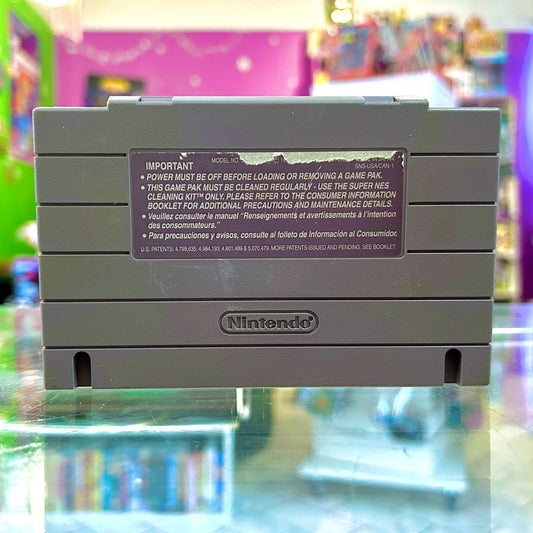 IMPORTANT MODEL NO. SNS-USA/CAN-1
• POWER MUST BE OFF BEFORE LOADING OR REMOVING A GAME PAK.
• THIS GAME PAK MUST BE CLEANED REGULARLY - USE THE SUPER NES
CLEANING KIT™ ONLY. PLEASE REFER TO THE CONSUMER INFORMATION
BOOKLET FOR ADDITIONAL PRECAUTIONS AND MAINTENANCE DETAILS.
• Veuillez consulter le manuel "Renseignements et avertissements à l'intention
des consommateurs."
• Para precauciones y avisos, consulte al folleto de Información al Consumidor.
U.S. PATENTS 4,799,635, 4,984,193, 4,801,489 & 5,070,479. MORE PATENTS ISSUED AND PENDING. SEE BOOKLET.
Nintendo®